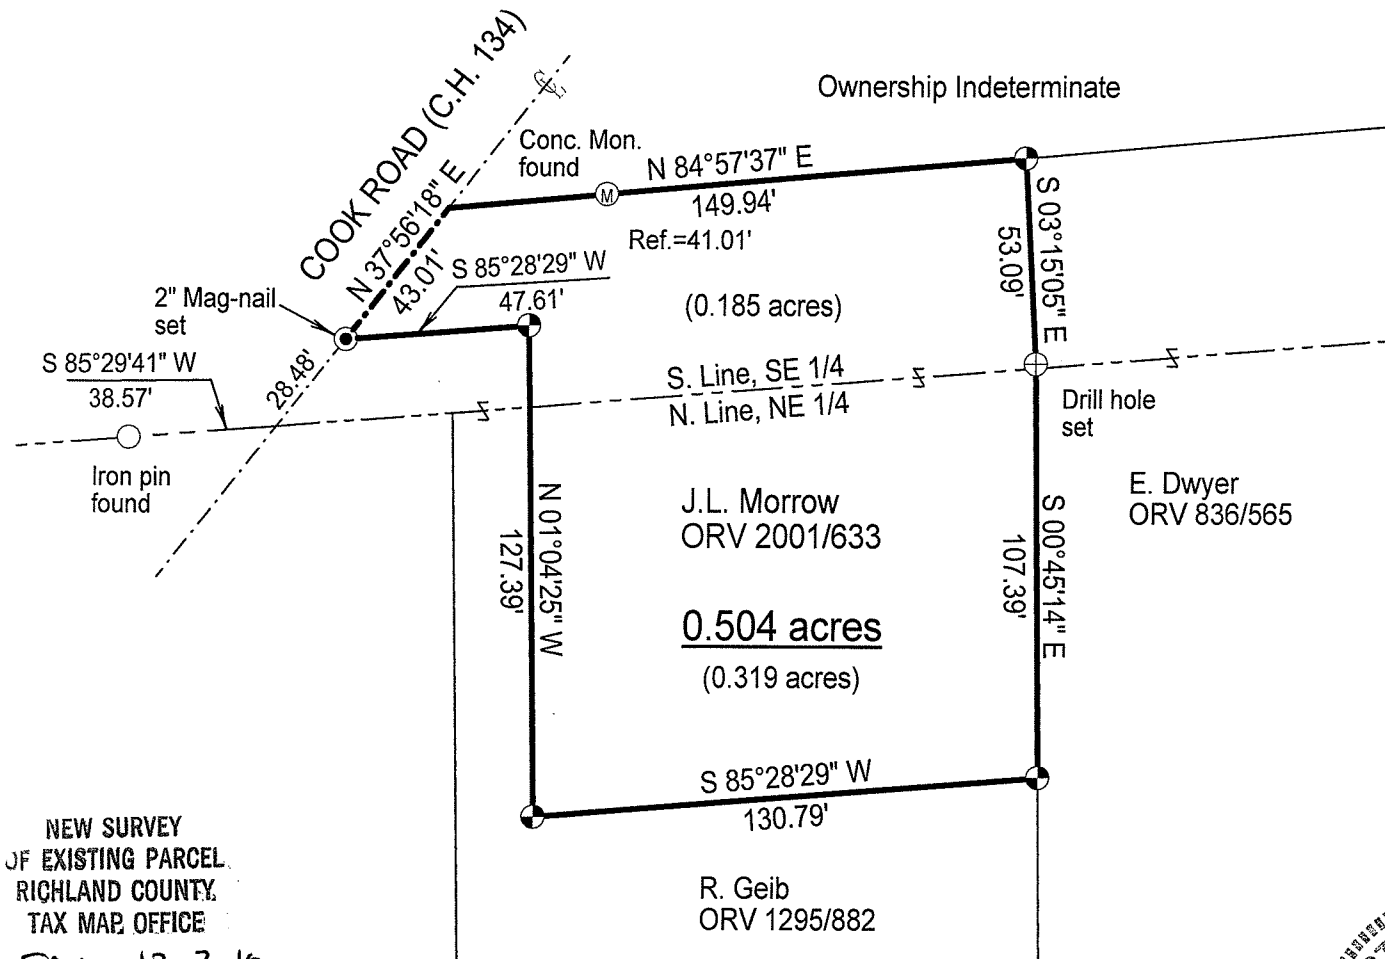 COOK ROAD (C.H. 134)
Ownership Indeterminate
Conc. Mon.
found
N 84°57'37" E
149.94'
Ref.=41.01'
N 37°56'18" E
43.01'
S 85°28'29" W
47.61'
S 03°15'05" E
53.09'
2" Mag-nail
set
(0.185 acres)
S 85°29'41" W
38.57'
28.48'
S. Line, SE 1/4
N. Line, NE 1/4
Drill hole
set
Iron pin
found
J.L. Morrow
ORV 2001/633
E. Dwyer
ORV 836/565
N 01°04'25" W
127.39'
S 00°45'14" E
107.39'
0.504 acres
(0.319 acres)
S 85°28'29" W
130.79'
NEW SURVEY
OF EXISTING PARCEL
RICHLAND COUNTY
TAX MAP OFFICE
R. Geib
ORV 1295/882
M